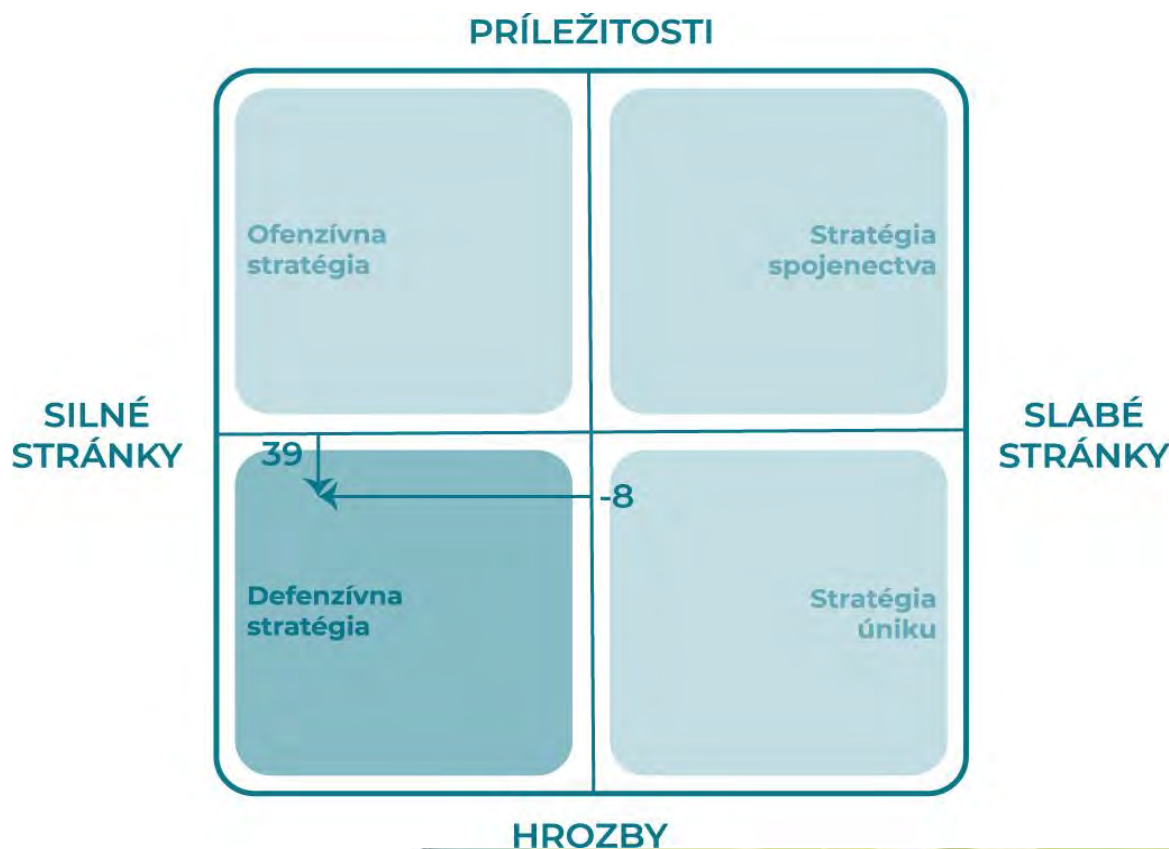 PRÍLEŽITOSTI
Ofenzívna
stratégia
Stratégia
spojenectva
SILNÉ
STRÁNKY
SLABÉ
STRÁNKY
39
-8
Defenzívna
stratégia
Stratégia
úniku
HROZBY